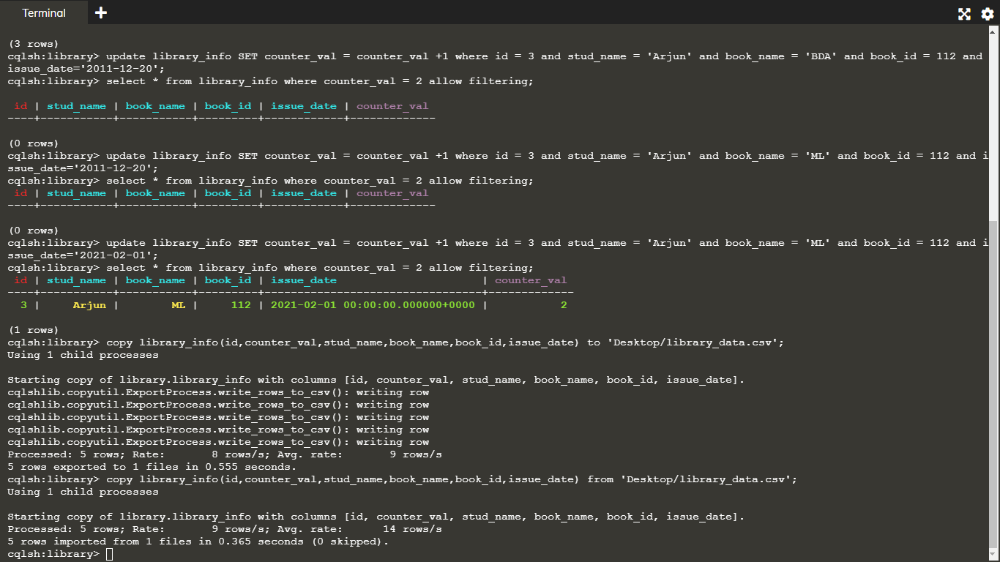 Terminal
(3 rows)
cqlsh:library> update library_info SET counter_val = counter_val +1 where id = 3 and stud_name = 'Arjun' and book_name = 'BDA' and book_id = 112 and
issue_date='2011-12-20';
cqlsh:library> select * from library_info where counter_val = 2 allow filtering;
 id | stud_name | book_name | book_id | issue_date | counter_val
----+-----------+-----------+---------+------------+-------------
(0 rows)
cqlsh:library> update library_info SET counter_val = counter_val +1 where id = 3 and stud_name = 'Arjun' and book_name = 'ML' and book_id = 112 and i
ssue_date='2011-12-20';
cqlsh:library> select * from library_info where counter_val = 2 allow filtering;
 id | stud_name | book_name | book_id | issue_date | counter_val
----+-----------+-----------+---------+------------+-------------
(0 rows)
cqlsh:library> update library_info SET counter_val = counter_val +1 where id = 3 and stud_name = 'Arjun' and book_name = 'ML' and book_id = 112 and i
ssue_date='2021-02-01';
cqlsh:library> select * from library_info where counter_val = 2 allow filtering;
 id | stud_name | book_name | book_id | issue_date                      | counter_val
----+-----------+-----------+---------+---------------------------------+-------------
  3 |     Arjun |        ML |     112 | 2021-02-01 00:00:00.000000+0000 |           2
(1 rows)
cqlsh:library> copy library_info(id,counter_val,stud_name,book_name,book_id,issue_date) to 'Desktop/library_data.csv';
Using 1 child processes
Starting copy of library.library_info with columns [id, counter_val, stud_name, book_name, book_id, issue_date].
cqlshlib.copyutil.ExportProcess.write_rows_to_csv(): writing row
cqlshlib.copyutil.ExportProcess.write_rows_to_csv(): writing row
cqlshlib.copyutil.ExportProcess.write_rows_to_csv(): writing row
cqlshlib.copyutil.ExportProcess.write_rows_to_csv(): writing row
cqlshlib.copyutil.ExportProcess.write_rows_to_csv(): writing row
Processed: 5 rows; Rate:       8 rows/s; Avg. rate:       9 rows/s
5 rows exported to 1 files in 0.555 seconds.
cqlsh:library> copy library_info(id,counter_val,stud_name,book_name,book_id,issue_date) from 'Desktop/library_data.csv';
Using 1 child processes
Starting copy of library.library_info with columns [id, counter_val, stud_name, book_name, book_id, issue_date].
Processed: 5 rows; Rate:       9 rows/s; Avg. rate:      14 rows/s
5 rows imported from 1 files in 0.365 seconds (0 skipped).
cqlsh:library>